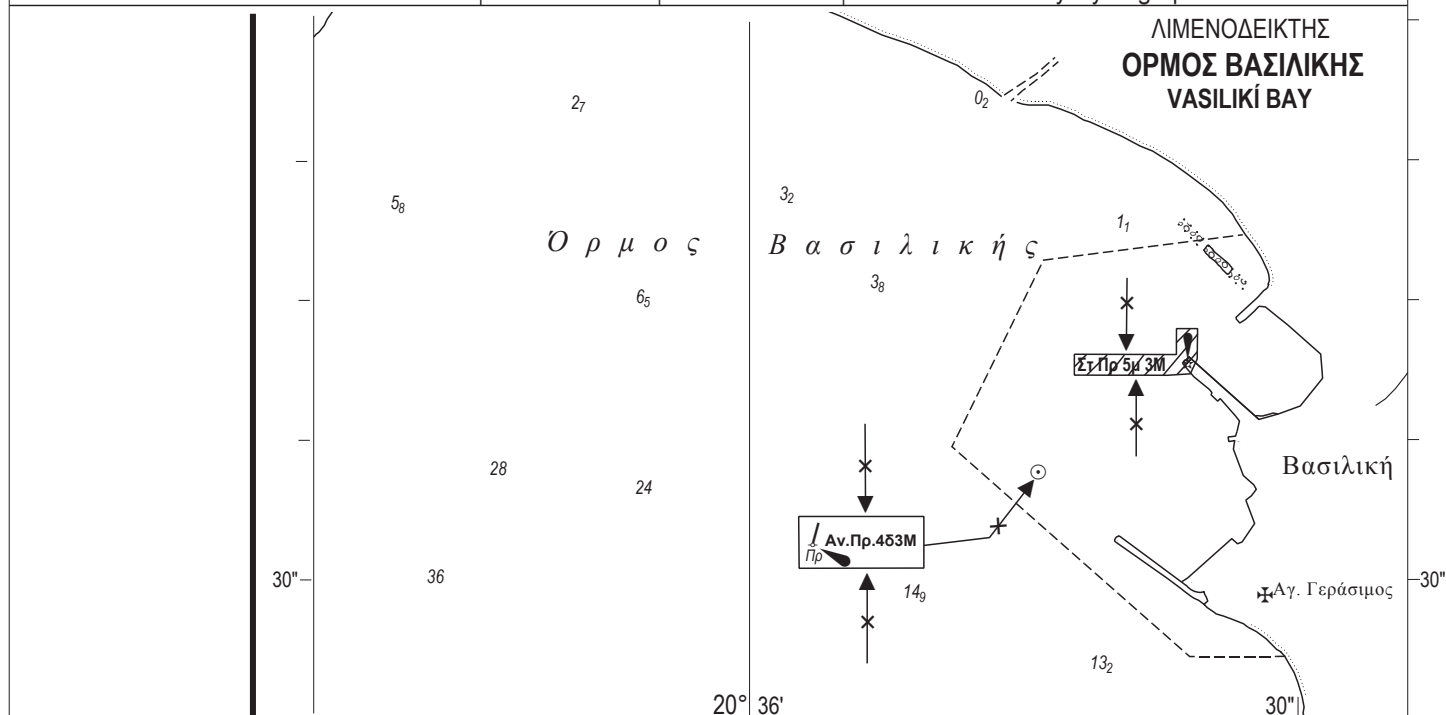 ΛΙΜΕΝΟΔΕΙΚΤΗΣ
ΟΡΜΟΣ ΒΑΣΙΛΙΚΗΣ
VASILIKÍ BAY
2₇
0₂
5₈
3₂
1₁
Όρμος Βασιλικής
3₈
6₅
Στ Πρ 5μ 3Μ
28
24
Βασιλική
Αν.Πρ.4δ3Μ
Πρ
36
14₉
30"
30"
Αγ. Γεράσιμος
13₂
20° 36'
30"